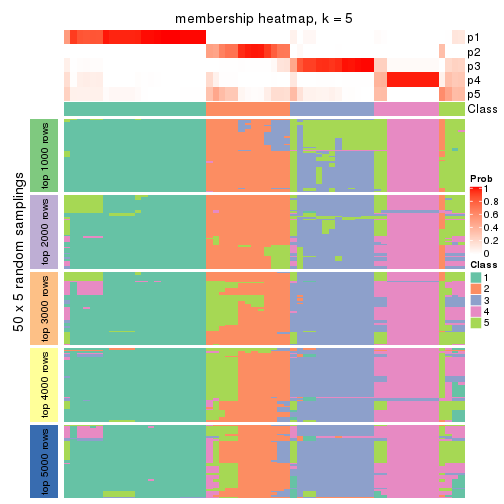 membership heatmap, k = 5
p1
p2
p3
p4
p5
Class
50 x 5 random samplings
top 1000 rows
top 2000 rows
top 3000 rows
top 4000 rows
top 5000 rows
Prob
1
0.8
0.6
0.4
0.2
0
Class
1
2
3
4
5